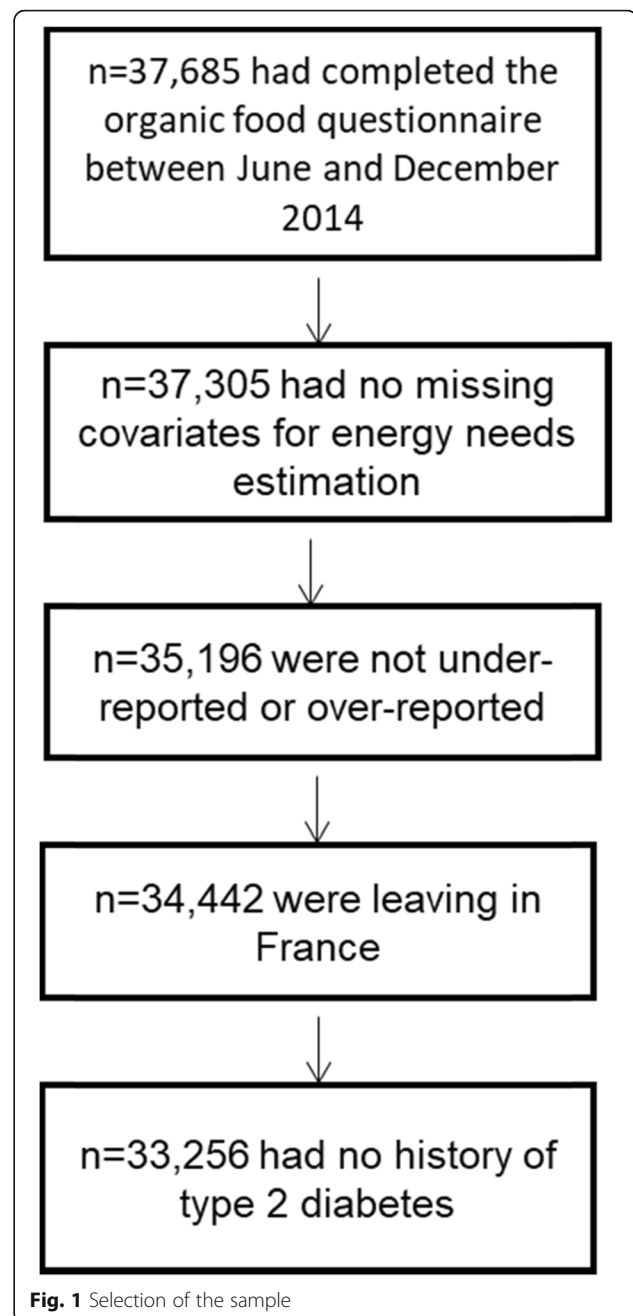 n=37,685 had completed the
organic food questionnaire
between June and December
2014
n=37,305 had no missing
covariates for energy needs
estimation
n=35,196 were not under-
reported or over-reported
n=34,442 were leaving in
France
n=33,256 had no history of
type 2 diabetes
Fig. 1 Selection of the sample